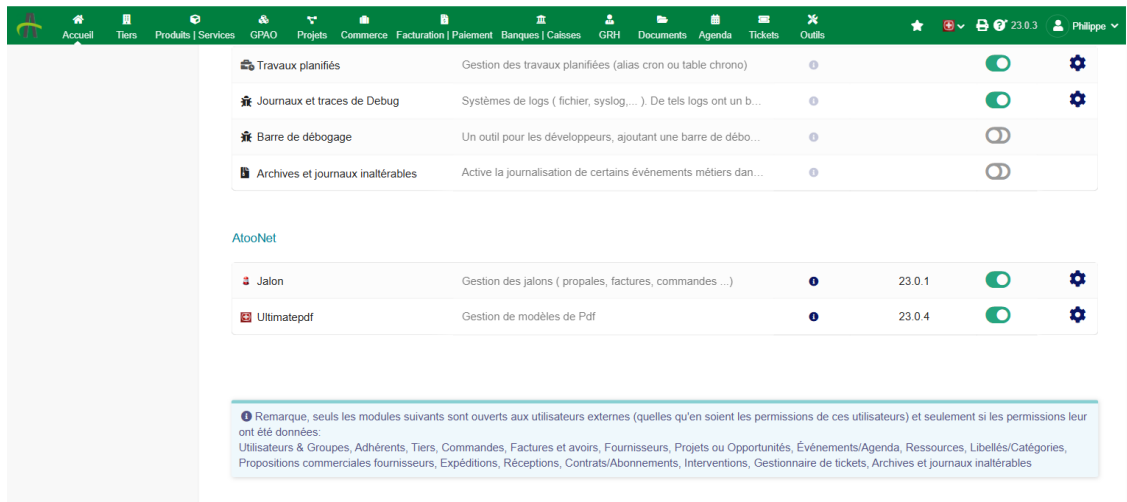 Accueil Tiers Produits | Services GPAO Projets Commerce Facturation | Paiement Banques | Caisses GRH Documents Agenda Tickets Outils 23.0.3 Philippe
Travaux planifiés Gestion des travaux planifiées (alias cron ou table chrono)
Journaux et traces de Debug Systèmes de logs ( fichier, syslog,... ). De tels logs ont un b...
Barre de débogage Un outil pour les développeurs, ajoutant une barre de débo...
Archives et journaux inaltérables Active la journalisation de certains événements métiers dan...
AtooNet
Jalon Gestion des jalons ( propales, factures, commandes ...) 23.0.1
Ultimatepdf Gestion de modèles de Pdf 23.0.4
Remarque, seuls les modules suivants sont ouverts aux utilisateurs externes (quelles qu'en soient les permissions de ces utilisateurs) et seulement si les permissions leur
ont été données:
Utilisateurs & Groupes, Adhérents, Tiers, Commandes, Factures et avoirs, Fournisseurs, Projets ou Opportunités, Événements/Agenda, Ressources, Libellés/Catégories,
Propositions commerciales fournisseurs, Expéditions, Réceptions, Contrats/Abonnements, Interventions, Gestionnaire de tickets, Archives et journaux inaltérables